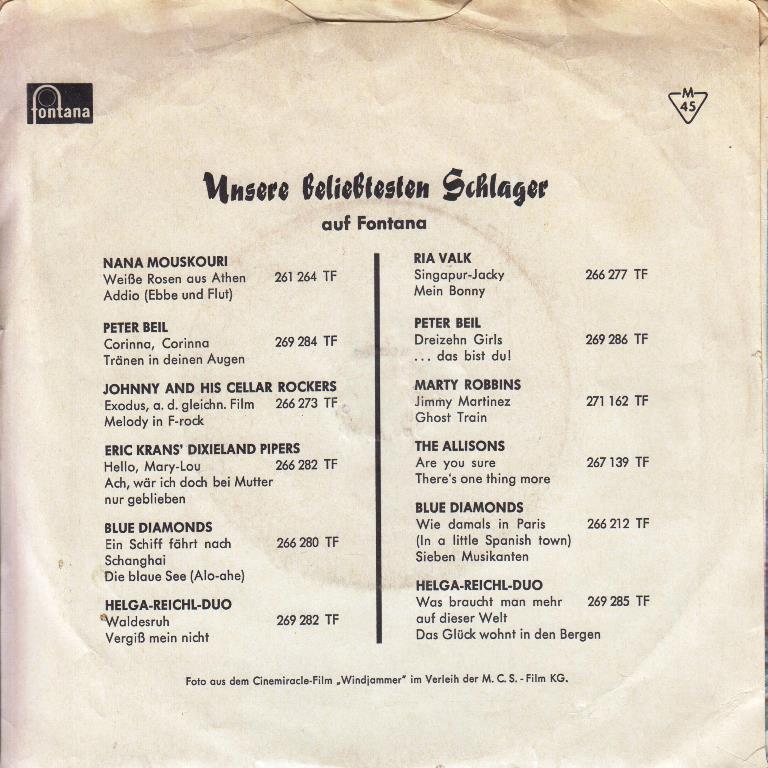 fontana
M
45
Unsere beliebtesten Schlager
auf Fontana
NANA MOUSKOURI
Weiße Rosen aus Athen 261 264 TF
Addio (Ebbe und Flut)
PETER BEIL
Corinna, Corinna 269 284 TF
Tränen in deinen Augen
JOHNNY AND HIS CELLAR ROCKERS
Exodus, a. d. gleichn. Film 266 273 TF
Melody in F-rock
ERIC KRANS' DIXIELAND PIPERS
Hello, Mary-Lou 266 282 TF
Ach, wär ich doch bei Mutter
nur geblieben
BLUE DIAMONDS
Ein Schiff fährt nach 266 280 TF
Schanghai
Die blaue See (Alo-ahe)
HELGA-REICHL-DUO
Waldesruh 269 282 TF
Vergiß mein nicht
RIA VALK
Singapur-Jacky 266 277 TF
Mein Bonny
PETER BEIL
Dreizehn Girls 269 286 TF
. . . das bist du!
MARTY ROBBINS
Jimmy Martinez 271 162 TF
Ghost Train
THE ALLISONS
Are you sure 267 139 TF
There's one thing more
BLUE DIAMONDS
Wie damals in Paris 266 212 TF
(In a little Spanish town)
Sieben Musikanten
HELGA-REICHL-DUO
Was braucht man mehr 269 285 TF
auf dieser Welt
Das Glück wohnt in den Bergen
Foto aus dem Cinemiracle-Film „Windjammer" im Verleih der M. C. S. - Film KG.